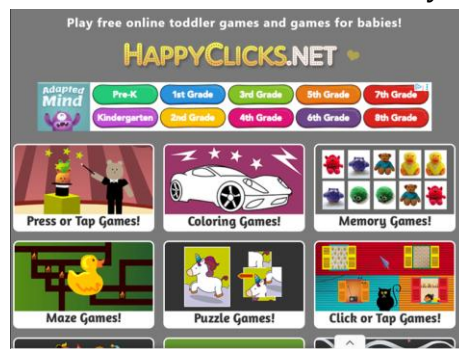 Play free online toddler games and games for babies!
HAPPYCLICKS.NET
Adapted Mind
Pre-K 1st Grade 3rd Grade 5th Grade 7th Grade
Kindergarten 2nd Grade 4th Grade 6th Grade 8th Grade
Press or Tap Games! Coloring Games! Memory Games!
Maze Games! Puzzle Games! Click or Tap Games!